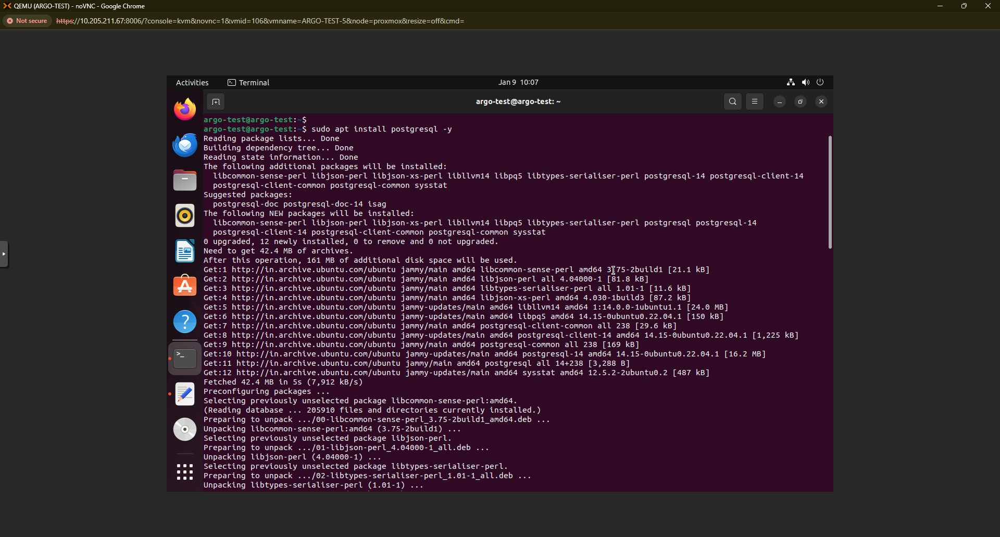 QEMU (ARGO-TEST) - noVNC - Google Chrome
Not secure https://10.205.211.67:8006/?console=kvm&novnc=1&vmid=106&vmname=ARGO-TEST-5&node=proxmox&resize=off&cmd=
Activities Terminal Jan 9 10:07
argo-test@argo-test: ~
argo-test@argo-test:~$
argo-test@argo-test:~$ sudo apt install postgresql -y
Reading package lists... Done
Building dependency tree... Done
Reading state information... Done
The following additional packages will be installed:
libcommon-sense-perl libjson-perl libjson-xs-perl libllvm14 libpq5 libtypes-serialiser-perl postgresql-14 postgresql-client-14
postgresql-client-common postgresql-common sysstat
Suggested packages:
postgresql-doc postgresql-doc-14 isag
The following NEW packages will be installed:
libcommon-sense-perl libjson-perl libjson-xs-perl libllvm14 libpq5 libtypes-serialiser-perl postgresql postgresql-14
postgresql-client-14 postgresql-client-common postgresql-common sysstat
0 upgraded, 12 newly installed, 0 to remove and 0 not upgraded.
Need to get 42.4 MB of archives.
After this operation, 161 MB of additional disk space will be used.
Get:1 http://in.archive.ubuntu.com/ubuntu jammy/main amd64 libcommon-sense-perl amd64 3.75-2build1 [21.1 kB]
Get:2 http://in.archive.ubuntu.com/ubuntu jammy/main amd64 libjson-perl all 4.04000-1 [81.8 kB]
Get:3 http://in.archive.ubuntu.com/ubuntu jammy/main amd64 libtypes-serialiser-perl all 1.01-1 [11.6 kB]
Get:4 http://in.archive.ubuntu.com/ubuntu jammy/main amd64 libjson-xs-perl amd64 4.030-1build3 [87.2 kB]
Get:5 http://in.archive.ubuntu.com/ubuntu jammy-updates/main amd64 libllvm14 amd64 1:14.0.0-1ubuntu1.1 [24.0 MB]
Get:6 http://in.archive.ubuntu.com/ubuntu jammy-updates/main amd64 libpq5 amd64 14.15-0ubuntu0.22.04.1 [150 kB]
Get:7 http://in.archive.ubuntu.com/ubuntu jammy/main amd64 postgresql-client-common all 238 [29.6 kB]
Get:8 http://in.archive.ubuntu.com/ubuntu jammy-updates/main amd64 postgresql-client-14 amd64 14.15-0ubuntu0.22.04.1 [1,225 kB]
Get:9 http://in.archive.ubuntu.com/ubuntu jammy/main amd64 postgresql-common all 238 [169 kB]
Get:10 http://in.archive.ubuntu.com/ubuntu jammy-updates/main amd64 postgresql-14 amd64 14.15-0ubuntu0.22.04.1 [16.2 MB]
Get:11 http://in.archive.ubuntu.com/ubuntu jammy/main amd64 postgresql all 14+238 [3,288 B]
Get:12 http://in.archive.ubuntu.com/ubuntu jammy-updates/main amd64 sysstat amd64 12.5.2-2ubuntu0.2 [487 kB]
Fetched 42.4 MB in 5s (7,912 kB/s)
Preconfiguring packages ...
Selecting previously unselected package libcommon-sense-perl:amd64.
(Reading database ... 205910 files and directories currently installed.)
Preparing to unpack .../00-libcommon-sense-perl_3.75-2build1_amd64.deb ...
Unpacking libcommon-sense-perl:amd64 (3.75-2build1) ...
Selecting previously unselected package libjson-perl.
Preparing to unpack .../01-libjson-perl_4.04000-1_all.deb ...
Unpacking libjson-perl (4.04000-1) ...
Selecting previously unselected package libtypes-serialiser-perl.
Preparing to unpack .../02-libtypes-serialiser-perl_1.01-1_all.deb ...
Unpacking libtypes-serialiser-perl (1.01-1) ...